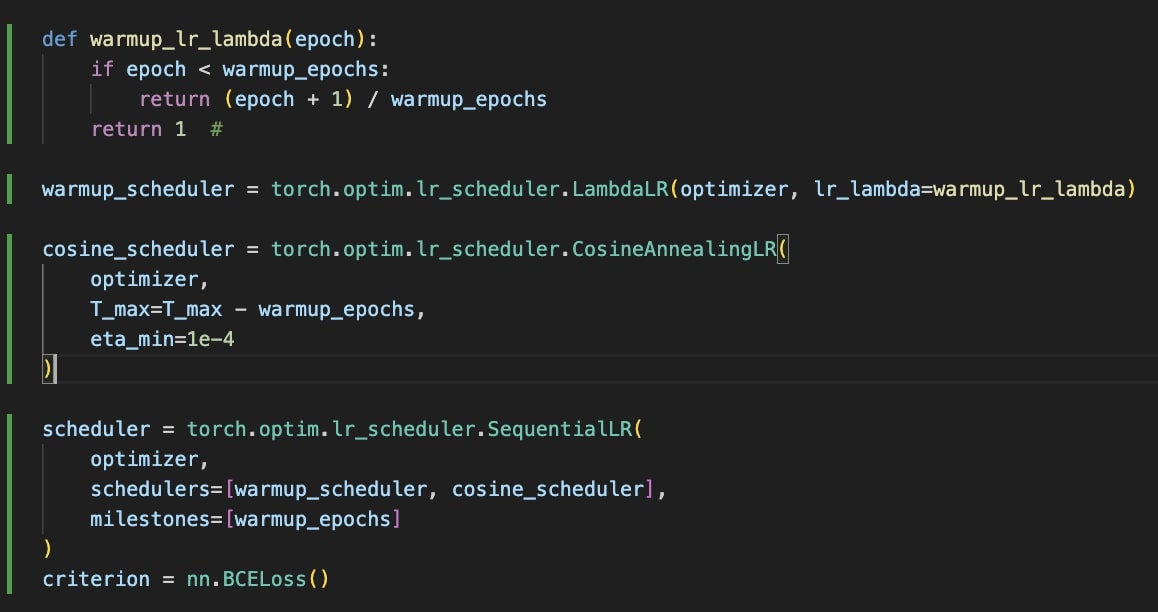 def warmup_lr_lambda(epoch):
    if epoch < warmup_epochs:
        return (epoch + 1) / warmup_epochs
    return 1  #
warmup_scheduler = torch.optim.lr_scheduler.LambdaLR(optimizer, lr_lambda=warmup_lr_lambda)
cosine_scheduler = torch.optim.lr_scheduler.CosineAnnealingLR(
    optimizer,
    T_max=T_max - warmup_epochs,
    eta_min=1e-4
)
scheduler = torch.optim.lr_scheduler.SequentialLR(
    optimizer,
    schedulers=[warmup_scheduler, cosine_scheduler],
    milestones=[warmup_epochs]
)
criterion = nn.BCELoss()